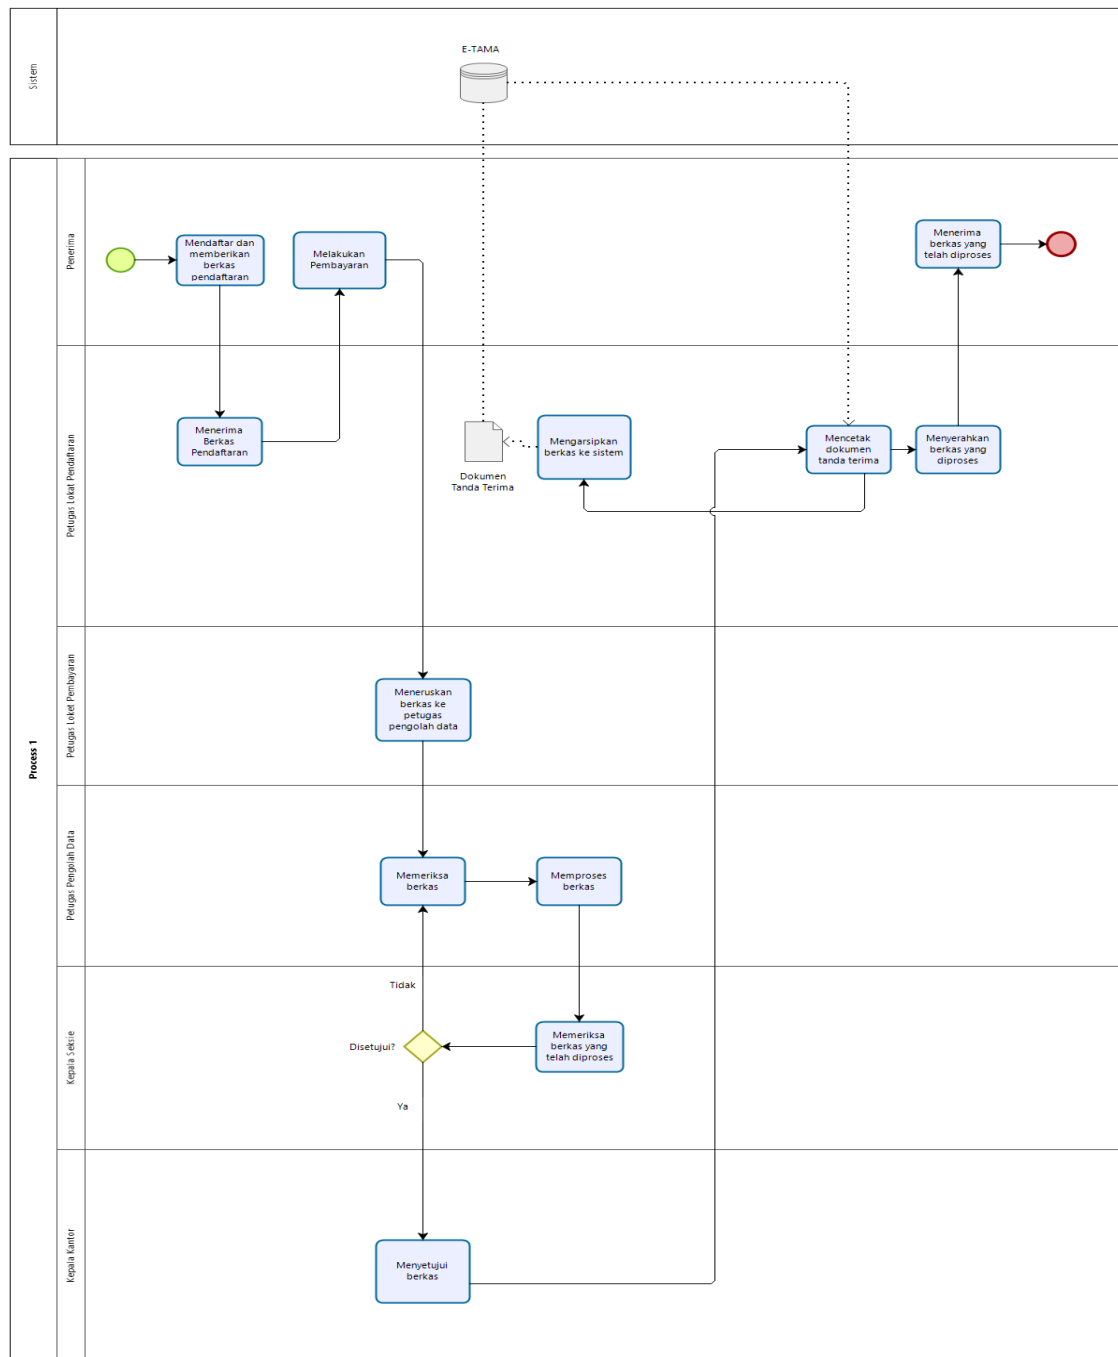 E-TAMA
Sistem
Process 1
Penerima
Mendaftar dan
memberikan
berkas
pendaftaran
Melakukan
Pembayaran
Menerima
berkas yang
telah diproses
Petugas Lokat Pendaftaran
Menerima
Berkas
Pendaftaran
Dokumen
Tanda Terima
Mengarsipkan
berkas ke sistem
Mencetak
dokumen
tanda terima
Menyerahkan
berkas yang
diproses
Petugas Loket Pembayaran
Meneruskan
berkas ke
petugas
pengolah data
Petugas Pengolah Data
Memeriksa
berkas
Memproses
berkas
Kepala Seksie
Tidak
Disetujui?
Ya
Memeriksa
berkas yang
telah diproses
Kepala Kantor
Menyetujui
berkas